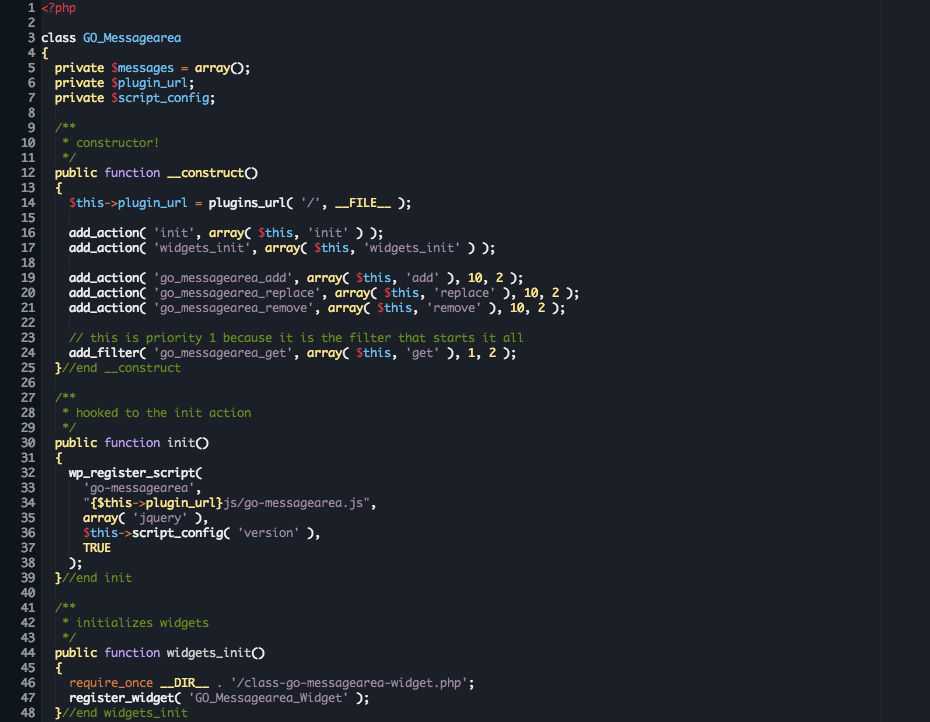 1 <?php
2
3 class GO_Messagearea
4 {
5   private $messages = array();
6   private $plugin_url;
7   private $script_config;
8
9   /**
10    * constructor!
11    */
12   public function __construct()
13   {
14     $this->plugin_url = plugins_url( '/', __FILE__ );
15
16     add_action( 'init', array( $this, 'init' ) );
17     add_action( 'widgets_init', array( $this, 'widgets_init' ) );
18
19     add_action( 'go_messagearea_add', array( $this, 'add' ), 10, 2 );
20     add_action( 'go_messagearea_replace', array( $this, 'replace' ), 10, 2 );
21     add_action( 'go_messagearea_remove', array( $this, 'remove' ), 10, 2 );
22
23     // this is priority 1 because it is the filter that starts it all
24     add_filter( 'go_messagearea_get', array( $this, 'get' ), 1, 2 );
25   }//end __construct
26
27   /**
28    * hooked to the init action
29    */
30   public function init()
31   {
32     wp_register_script(
33       'go-messagearea',
34       "{$this->plugin_url}js/go-messagearea.js",
35       array( 'jquery' ),
36       $this->script_config( 'version' ),
37       TRUE
38     );
39   }//end init
40
41   /**
42    * initializes widgets
43    */
44   public function widgets_init()
45   {
46     require_once __DIR__ . '/class-go-messagearea-widget.php';
47     register_widget( 'GO_Messagearea_Widget' );
48   }//end widgets_init